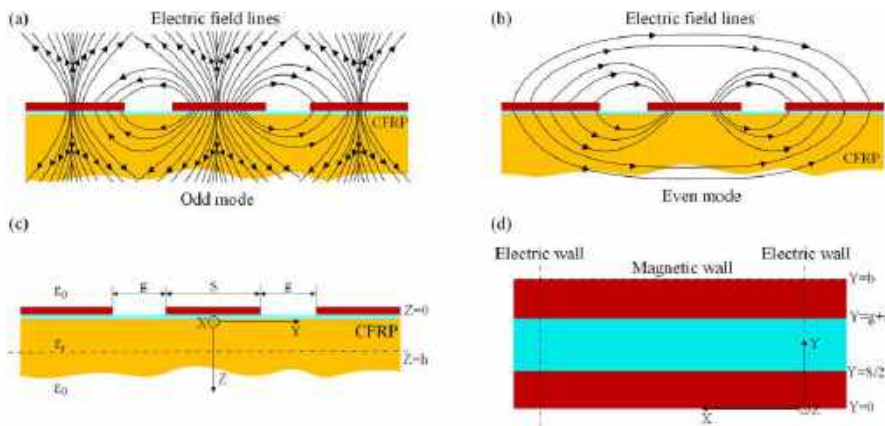 (a)
Electric field lines
CFRP
Odd mode
(b)
Electric field lines
CFRP
Even mode
(c)
ε0
g
S
g
Z=0
X
Y
CFRP
εr
Z=h
Z
ε0
(d)
Electric wall
Electric wall
Magnetic wall
Y=b
Y
Y=S/2
X
Z
Y=0